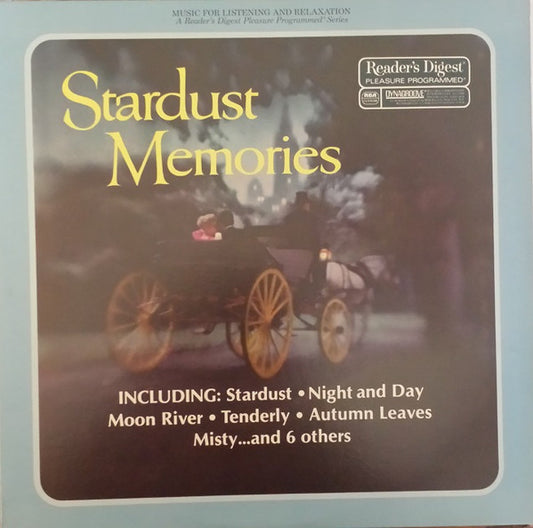 MUSIC FOR LISTENING AND RELAXATION
A Reader's Digest Pleasure Programmed® Series
Stardust
Memories
Reader's Digest
PLEASURE PROGRAMMED®
RCA
DYNAGROOVE
INCLUDING: Stardust • Night and Day
Moon River • Tenderly • Autumn Leaves
Misty...and 6 others